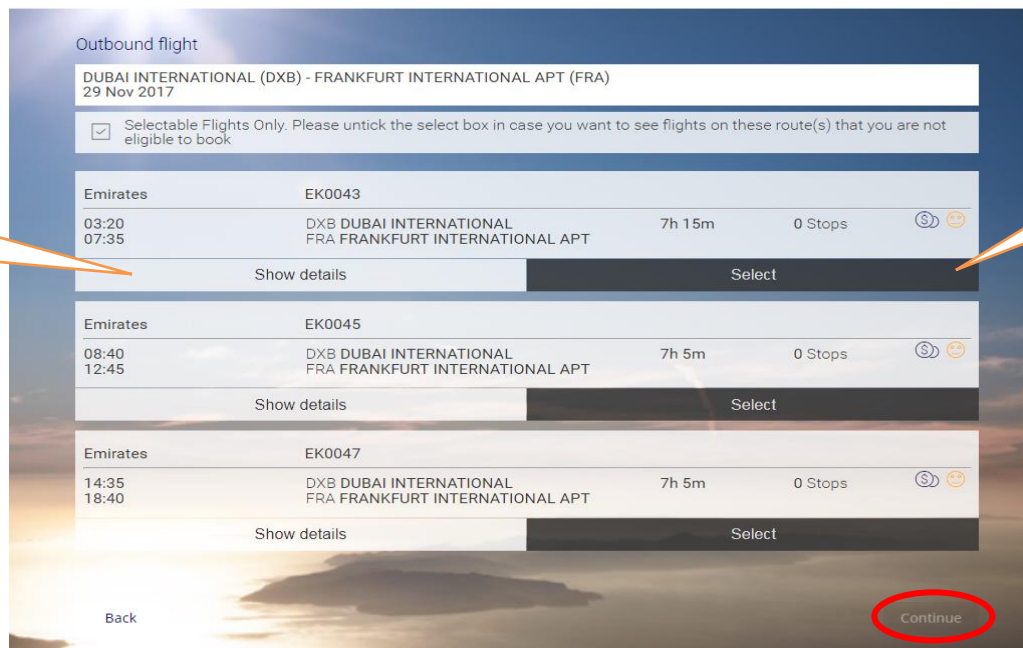 Outbound flight
DUBAI INTERNATIONAL (DXB) - FRANKFURT INTERNATIONAL APT (FRA)
29 Nov 2017
Selectable Flights Only. Please untick the select box in case you want to see flights on these route(s) that you are not
eligible to book
Emirates EK0043
03:20 DXB DUBAI INTERNATIONAL 7h 15m 0 Stops
07:35 FRA FRANKFURT INTERNATIONAL APT
Show details Select
Emirates EK0045
08:40 DXB DUBAI INTERNATIONAL 7h 5m 0 Stops
12:45 FRA FRANKFURT INTERNATIONAL APT
Show details Select
Emirates EK0047
14:35 DXB DUBAI INTERNATIONAL 7h 5m 0 Stops
18:40 FRA FRANKFURT INTERNATIONAL APT
Show details Select
Back Continue